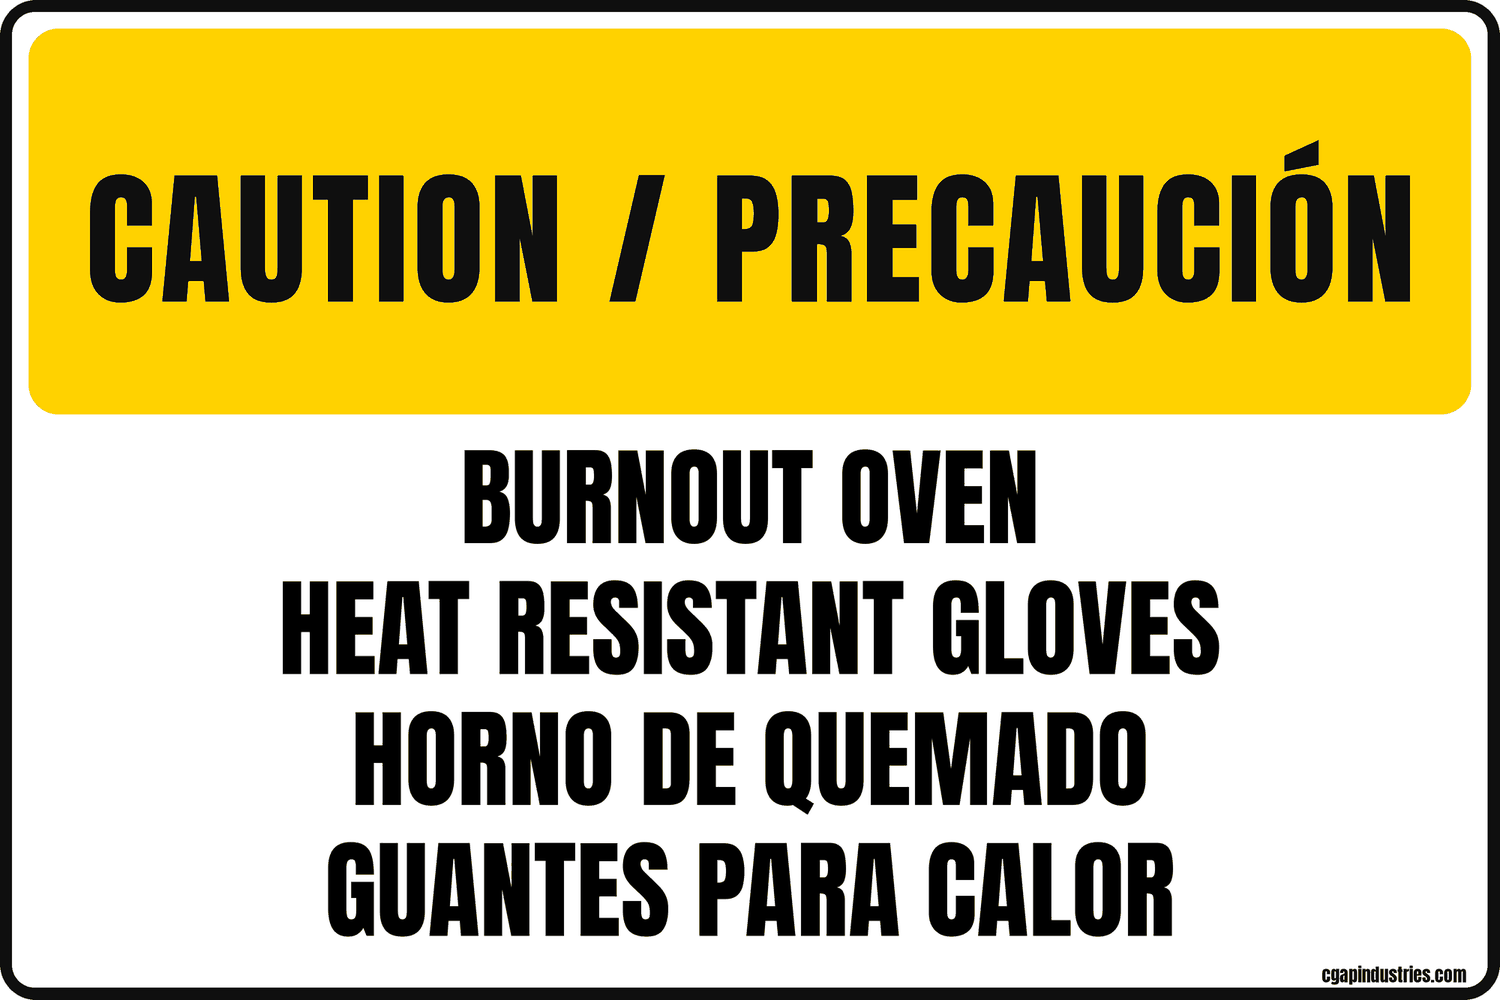 CAUTION / PRECAUCIÓN
BURNOUT OVEN
HEAT RESISTANT GLOVES
HORNO DE QUEMADO
GUANTES PARA CALOR
cgapindustries.com